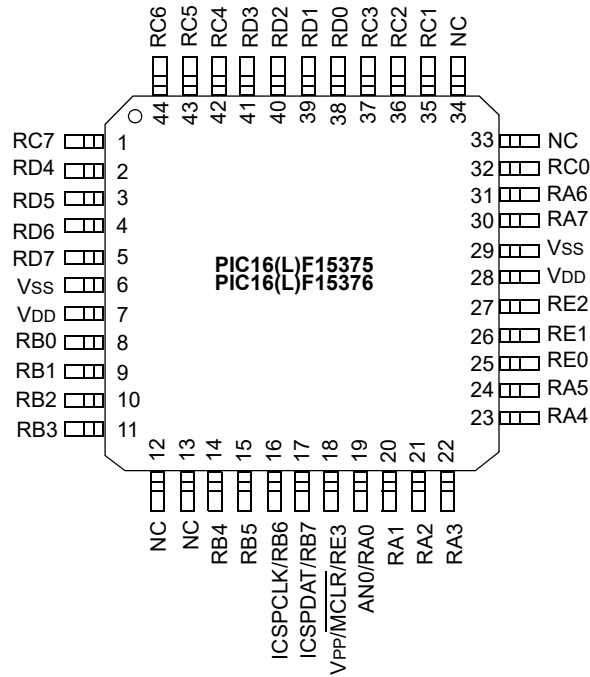 RC6
RC5
RC4
RD3
RD2
RD1
RD0
RC3
RC2
RC1
NC
44
43
42
41
40
39
38
37
36
35
34
RC7 1
RD4 2
RD5 3
RD6 4
RD7 5
VSS 6
VDD 7
RB0 8
RB1 9
RB2 10
RB3 11
PIC16(L)F15375
PIC16(L)F15376
33 NC
32 RC0
31 RA6
30 RA7
29 VSS
28 VDD
27 RE2
26 RE1
25 RE0
24 RA5
23 RA4
12
13
14
15
16
17
18
19
20
21
22
NC
NC
RB4
RB5
ICSPCLK/RB6
ICSPDAT/RB7
VPP/MCLR/RE3
AN0/RA0
RA1
RA2
RA3